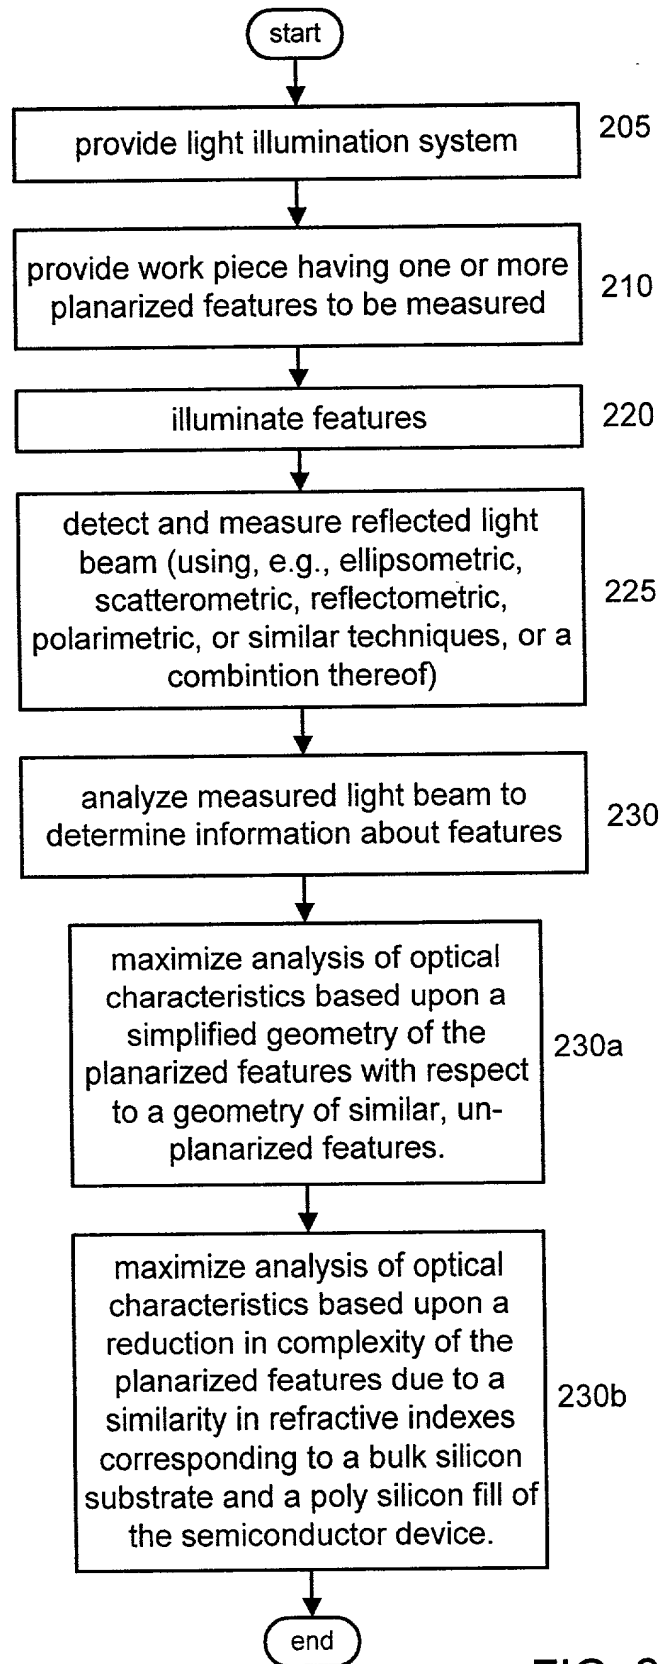 start
provide light illumination system
205
provide work piece having one or more
planarized features to be measured
210
illuminate features
220
detect and measure reflected light
beam (using, e.g., ellipsometric,
scatterometric, reflectometric,
polarimetric, or similar techniques, or a
combintion thereof)
225
analyze measured light beam to
determine information about features
230
maximize analysis of optical
characteristics based upon a
simplified geometry of the
planarized features with respect
to a geometry of similar, un-
planarized features.
230a
maximize analysis of optical
characteristics based upon a
reduction in complexity of the
planarized features due to a
similarity in refractive indexes
corresponding to a bulk silicon
substrate and a poly silicon fill of
the semiconductor device.
230b
end
FIG.